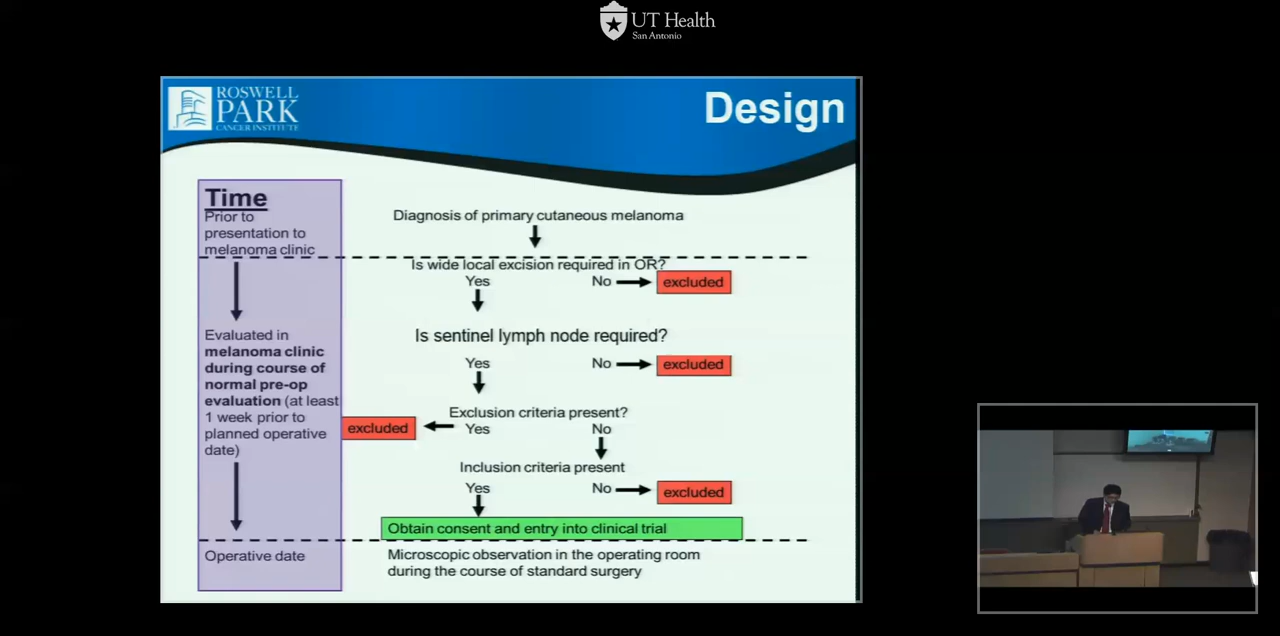 UT Health
San Antonio
ROSWELL
PARK
CANCER INSTITUTE
Design
Time
Prior to
presentation to
melanoma clinic
Evaluated in
melanoma clinic
during course of
normal pre-op
evaluation (at least
1 week prior to
planned operative
date)
Operative date
Diagnosis of primary cutaneous melanoma
Is wide local excision required in OR?
Yes No excluded
Is sentinel lymph node required?
Yes No excluded
Exclusion criteria present?
excluded Yes No
Inclusion criteria present
Yes No excluded
Obtain consent and entry into clinical trial
Microscopic observation in the operating room
during the course of standard surgery